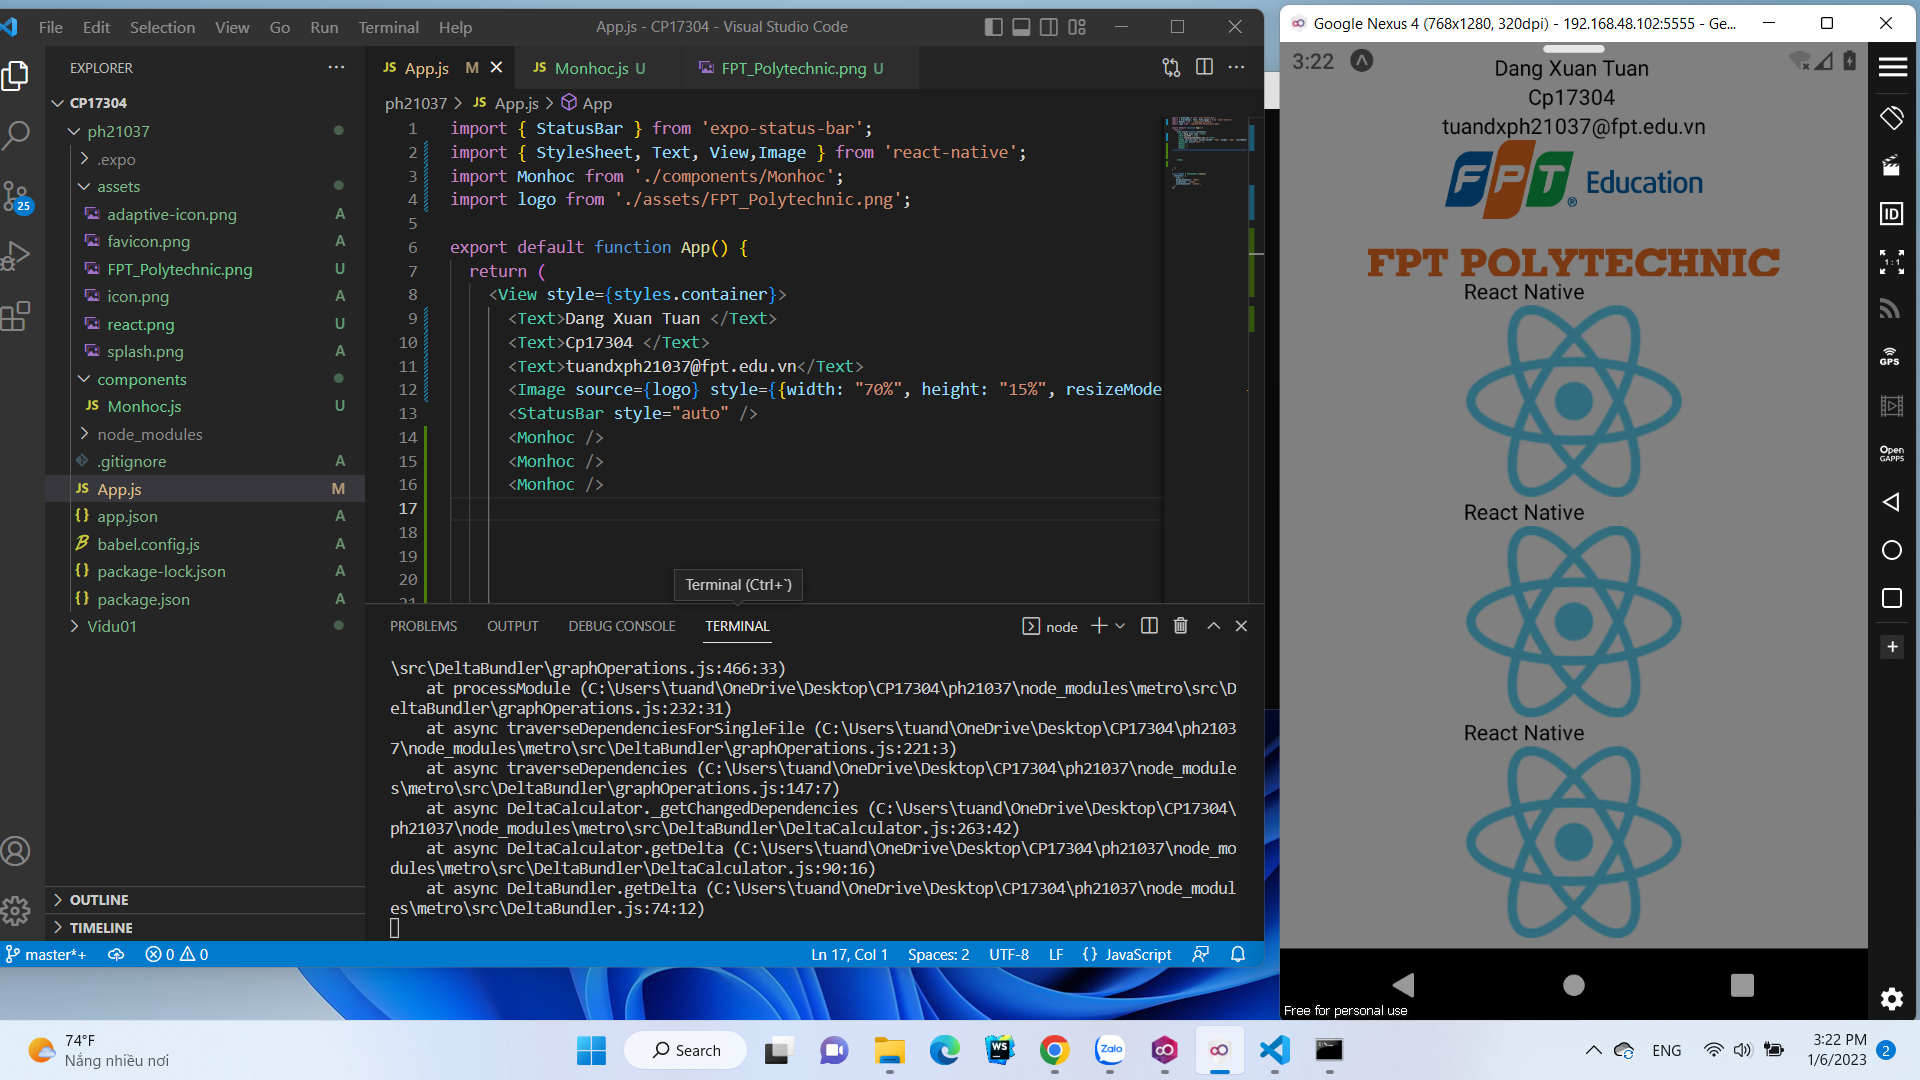 File Edit Selection View Go Run Terminal Help
App.js - CP17304 - Visual Studio Code
EXPLORER
CP17304
ph21037
.expo
assets
adaptive-icon.png A
favicon.png A
FPT_Polytechnic.png U
icon.png A
react.png U
splash.png A
components
Monhoc.js U
node_modules
.gitignore A
App.js M
app.json A
babel.config.js A
package-lock.json A
package.json A
Vidu01
OUTLINE
TIMELINE
25
App.js M
Monhoc.js U
FPT_Polytechnic.png U
ph21037 > JS App.js > App
1 import { StatusBar } from 'expo-status-bar';
2 import { StyleSheet, Text, View,Image } from 'react-native';
3 import Monhoc from './components/Monhoc';
4 import logo from './assets/FPT_Polytechnic.png';
5
6 export default function App() {
7 return (
8 <View style={styles.container}>
9 <Text>Dang Xuan Tuan </Text>
10 <Text>Cp17304 </Text>
11 <Text>tuandxph21037@fpt.edu.vn</Text>
12 <Image source={logo} style={{width: "70%", height: "15%", resizeMode
13 <StatusBar style="auto" />
14 <Monhoc />
15 <Monhoc />
16 <Monhoc />
17
18
19
20
21
Terminal (Ctrl+`)
PROBLEMS OUTPUT DEBUG CONSOLE TERMINAL
node
\src\DeltaBundler\graphOperations.js:466:33)
at processModule (C:\Users\tuand\OneDrive\Desktop\CP17304\ph21037\node_modules\metro\src\D
eltaBundler\graphOperations.js:232:31)
at async traverseDependenciesForSingleFile (C:\Users\tuand\OneDrive\Desktop\CP17304\ph2103
7\node_modules\metro\src\DeltaBundler\graphOperations.js:221:3)
at async traverseDependencies (C:\Users\tuand\OneDrive\Desktop\CP17304\ph21037\node_module
s\metro\src\DeltaBundler\graphOperations.js:147:7)
at async DeltaCalculator._getChangedDependencies (C:\Users\tuand\OneDrive\Desktop\CP17304\
ph21037\node_modules\metro\src\DeltaBundler\DeltaCalculator.js:263:42)
at async DeltaCalculator.getDelta (C:\Users\tuand\OneDrive\Desktop\CP17304\ph21037\node_mo
dules\metro\src\DeltaBundler\DeltaCalculator.js:90:16)
at async DeltaBundler.getDelta (C:\Users\tuand\OneDrive\Desktop\CP17304\ph21037\node_modul
es\metro\src\DeltaBundler.js:74:12)
master*+ 0 0
Ln 17, Col 1 Spaces: 2 UTF-8 LF {} JavaScript
Google Nexus 4 (768x1280, 320dpi) - 192.168.48.102:5555 - Ge...
3:22
Dang Xuan Tuan
Cp17304
tuandxph21037@fpt.edu.vn
FPT® Education
FPT POLYTECHNIC
React Native
React Native
React Native
Free for personal use
ID
1:1
GPS
Open
GAPPS
74°F
Nắng nhiều nơi
Search
WS
Zalo
ENG
3:22 PM
1/6/2023
2